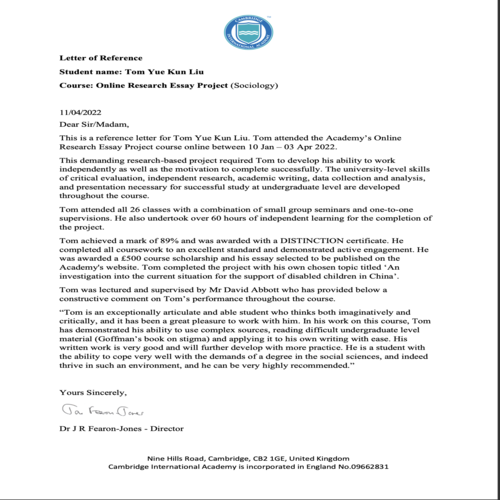 CAMBRIDGE
INTERNATIONAL ACADEMY
Letter of Reference
Student name: Tom Yue Kun Liu
Course: Online Research Essay Project (Sociology)
11/04/2022
Dear Sir/Madam,
This is a reference letter for Tom Yue Kun Liu. Tom attended the Academy's Online
Research Essay Project course online between 10 Jan – 03 Apr 2022.
This demanding research-based project required Tom to develop his ability to work
independently as well as the motivation to complete successfully. The university-level skills
of critical evaluation, independent research, academic writing, data collection and analysis,
and presentation necessary for successful study at undergraduate level are developed
throughout the course.
Tom attended all 26 classes with a combination of small group seminars and one-to-one
supervisions. He also undertook over 60 hours of independent learning for the completion of
the project.
Tom achieved a mark of 89% and was awarded with a DISTINCTION certificate. He
completed all coursework to an excellent standard and demonstrated active engagement. He
was awarded a £500 course scholarship and his essay selected to be published on the
Academy's website. Tom completed the project with his own chosen topic titled 'An
investigation into the current situation for the support of disabled children in China'.
Tom was lectured and supervised by Mr David Abbott who has provided below a
constructive comment on Tom's performance throughout the course.
"Tom is an exceptionally articulate and able student who thinks both imaginatively and
critically, and it has been a great pleasure to work with him. In his work on this course, Tom
has demonstrated his ability to use complex sources, reading difficult undergraduate level
material (Goffman's book on stigma) and applying it to his own writing with ease. His
written work is very good and will further develop with more practice. He is a student with
the ability to cope very well with the demands of a degree in the social sciences, and indeed
thrive in such an environment, and he can be very highly recommended."
Yours Sincerely,
Dr J R Fearon-Jones - Director
Nine Hills Road, Cambridge, CB2 1GE, United Kingdom
Cambridge International Academy is incorporated in England No.09662831